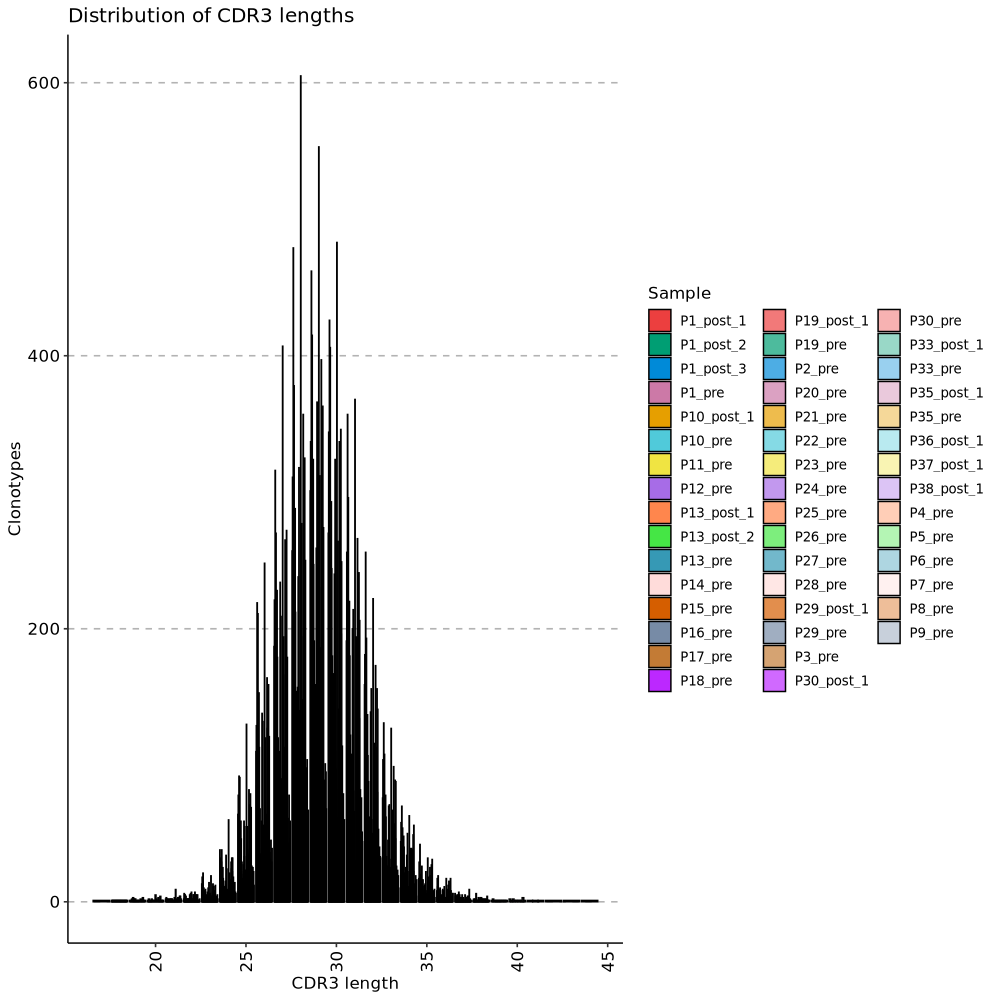 Distribution of CDR3 lengths
600
400
200
0
Clonotypes
20
25
30
35
40
45
CDR3 length
Sample
P1_post_1
P1_post_2
P1_post_3
P1_pre
P10_post_1
P10_pre
P11_pre
P12_pre
P13_post_1
P13_post_2
P13_pre
P14_pre
P15_pre
P16_pre
P17_pre
P18_pre
P19_post_1
P19_pre
P2_pre
P20_pre
P21_pre
P22_pre
P23_pre
P24_pre
P25_pre
P26_pre
P27_pre
P28_pre
P29_post_1
P29_pre
P3_pre
P30_post_1
P30_pre
P33_post_1
P33_pre
P35_post_1
P35_pre
P36_post_1
P37_post_1
P38_post_1
P4_pre
P5_pre
P6_pre
P7_pre
P8_pre
P9_pre